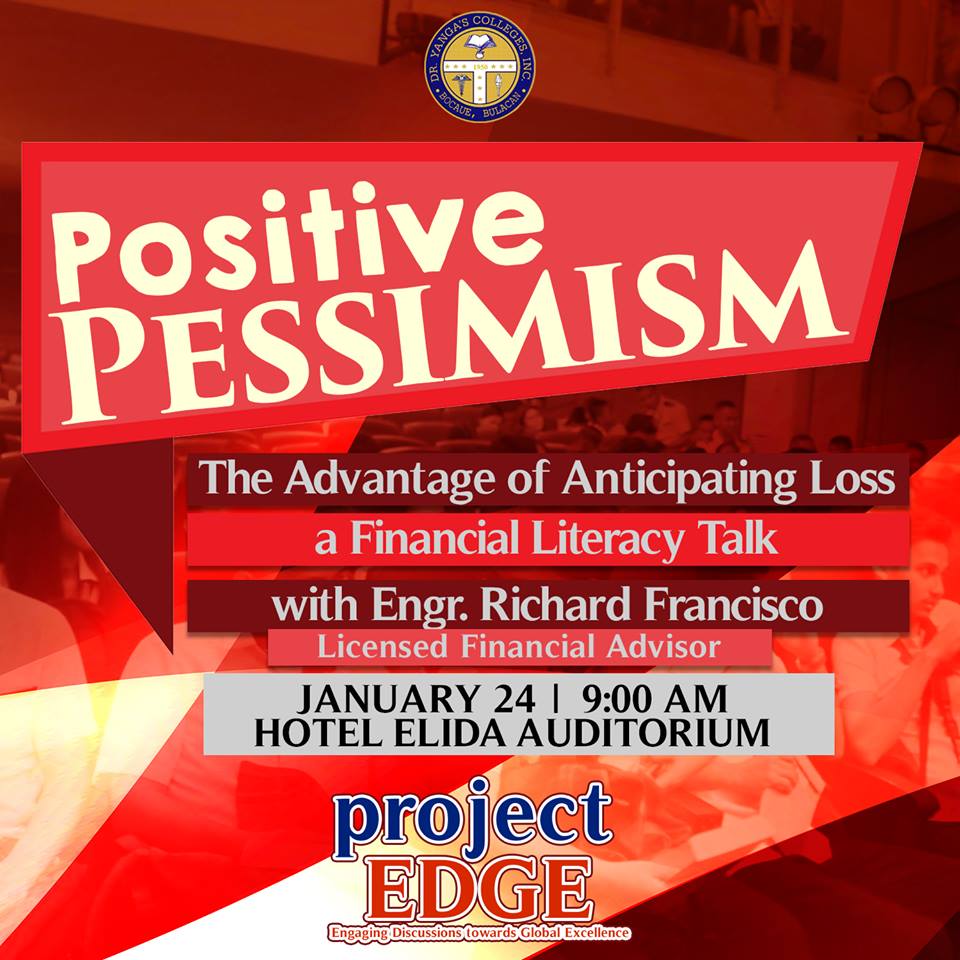 DR. YANGA'S COLLEGES, INC.
1950
BOCAUE, BULACAN
Positive
PESSIMISM
The Advantage of Anticipating Loss
a Financial Literacy Talk
with Engr. Richard Francisco
Licensed Financial Advisor
JANUARY 24 | 9:00 AM
HOTEL ELIDA AUDITORIUM
project
EDGE
Engaging Discussions towards Global Excellence